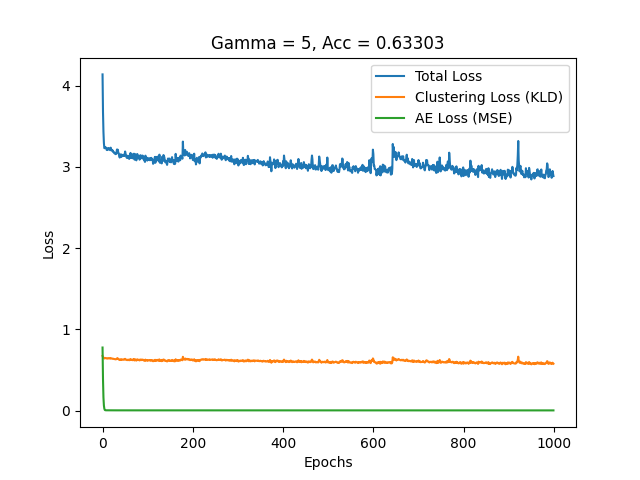 Gamma = 5, Acc = 0.63303
Total Loss
Clustering Loss (KLD)
AE Loss (MSE)
4
3
2
1
0
Loss
0 200 400 600 800 1000
Epochs